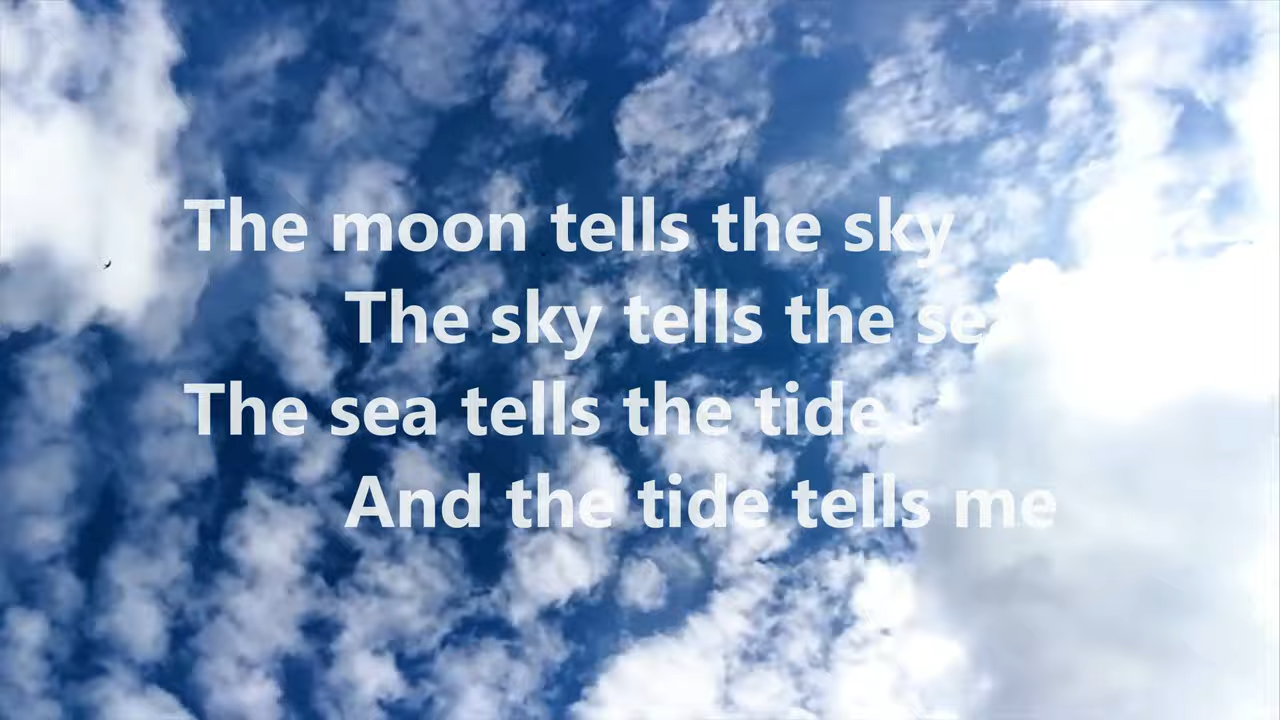 The moon tells the sky
The sky tells the sea
The sea tells the tide
And the tide tells me